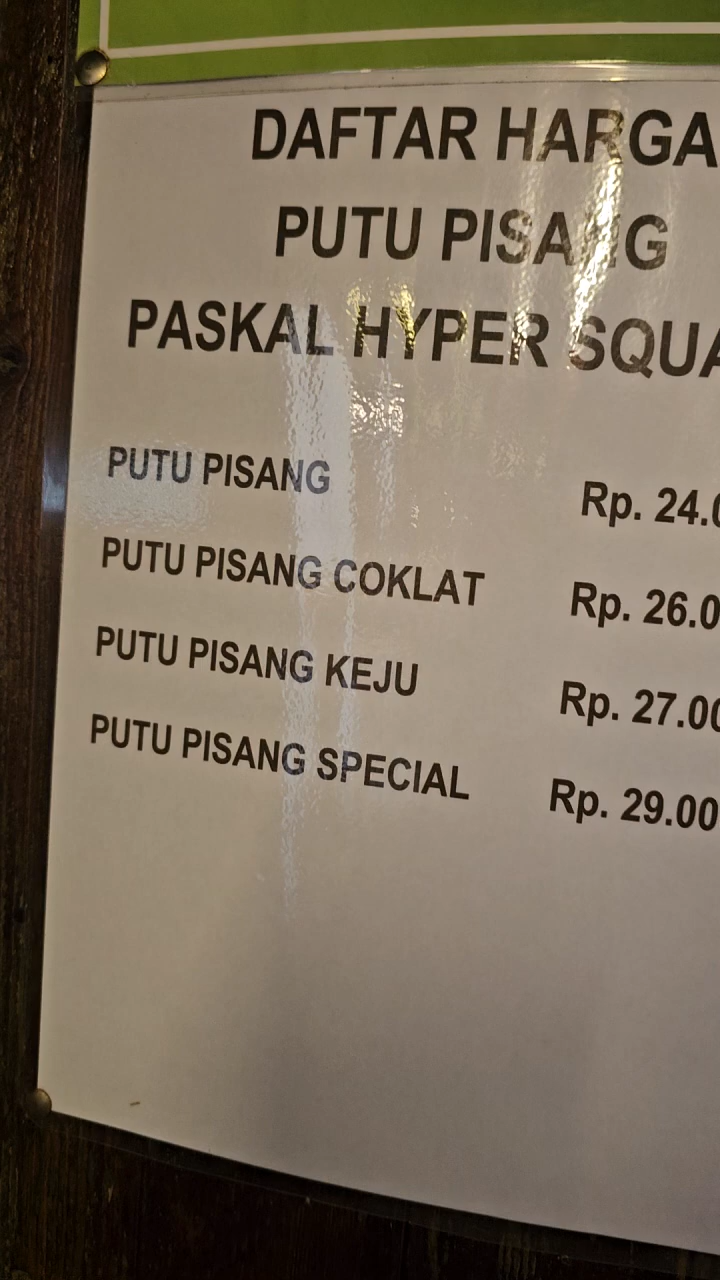 DAFTAR HARGA
PUTU PISANG
PASKAL HYPER SQUA
PUTU PISANG Rp. 24.0
PUTU PISANG COKLAT Rp. 26.0
PUTU PISANG KEJU Rp. 27.00
PUTU PISANG SPECIAL Rp. 29.00